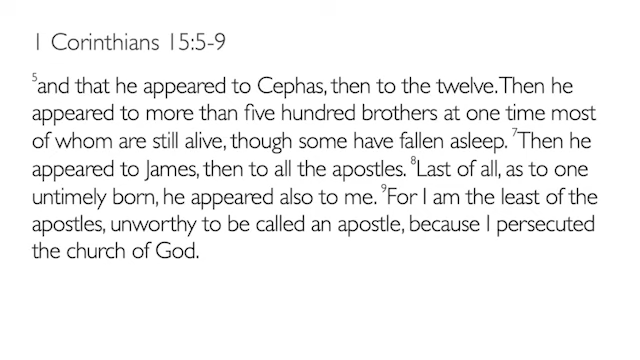 1 Corinthians 15:5-9
5and that he appeared to Cephas, then to the twelve. Then he
appeared to more than five hundred brothers at one time most
of whom are still alive, though some have fallen asleep. 7Then he
appeared to James, then to all the apostles. 8Last of all, as to one
untimely born, he appeared also to me. 9For I am the least of the
apostles, unworthy to be called an apostle, because I persecuted
the church of God.